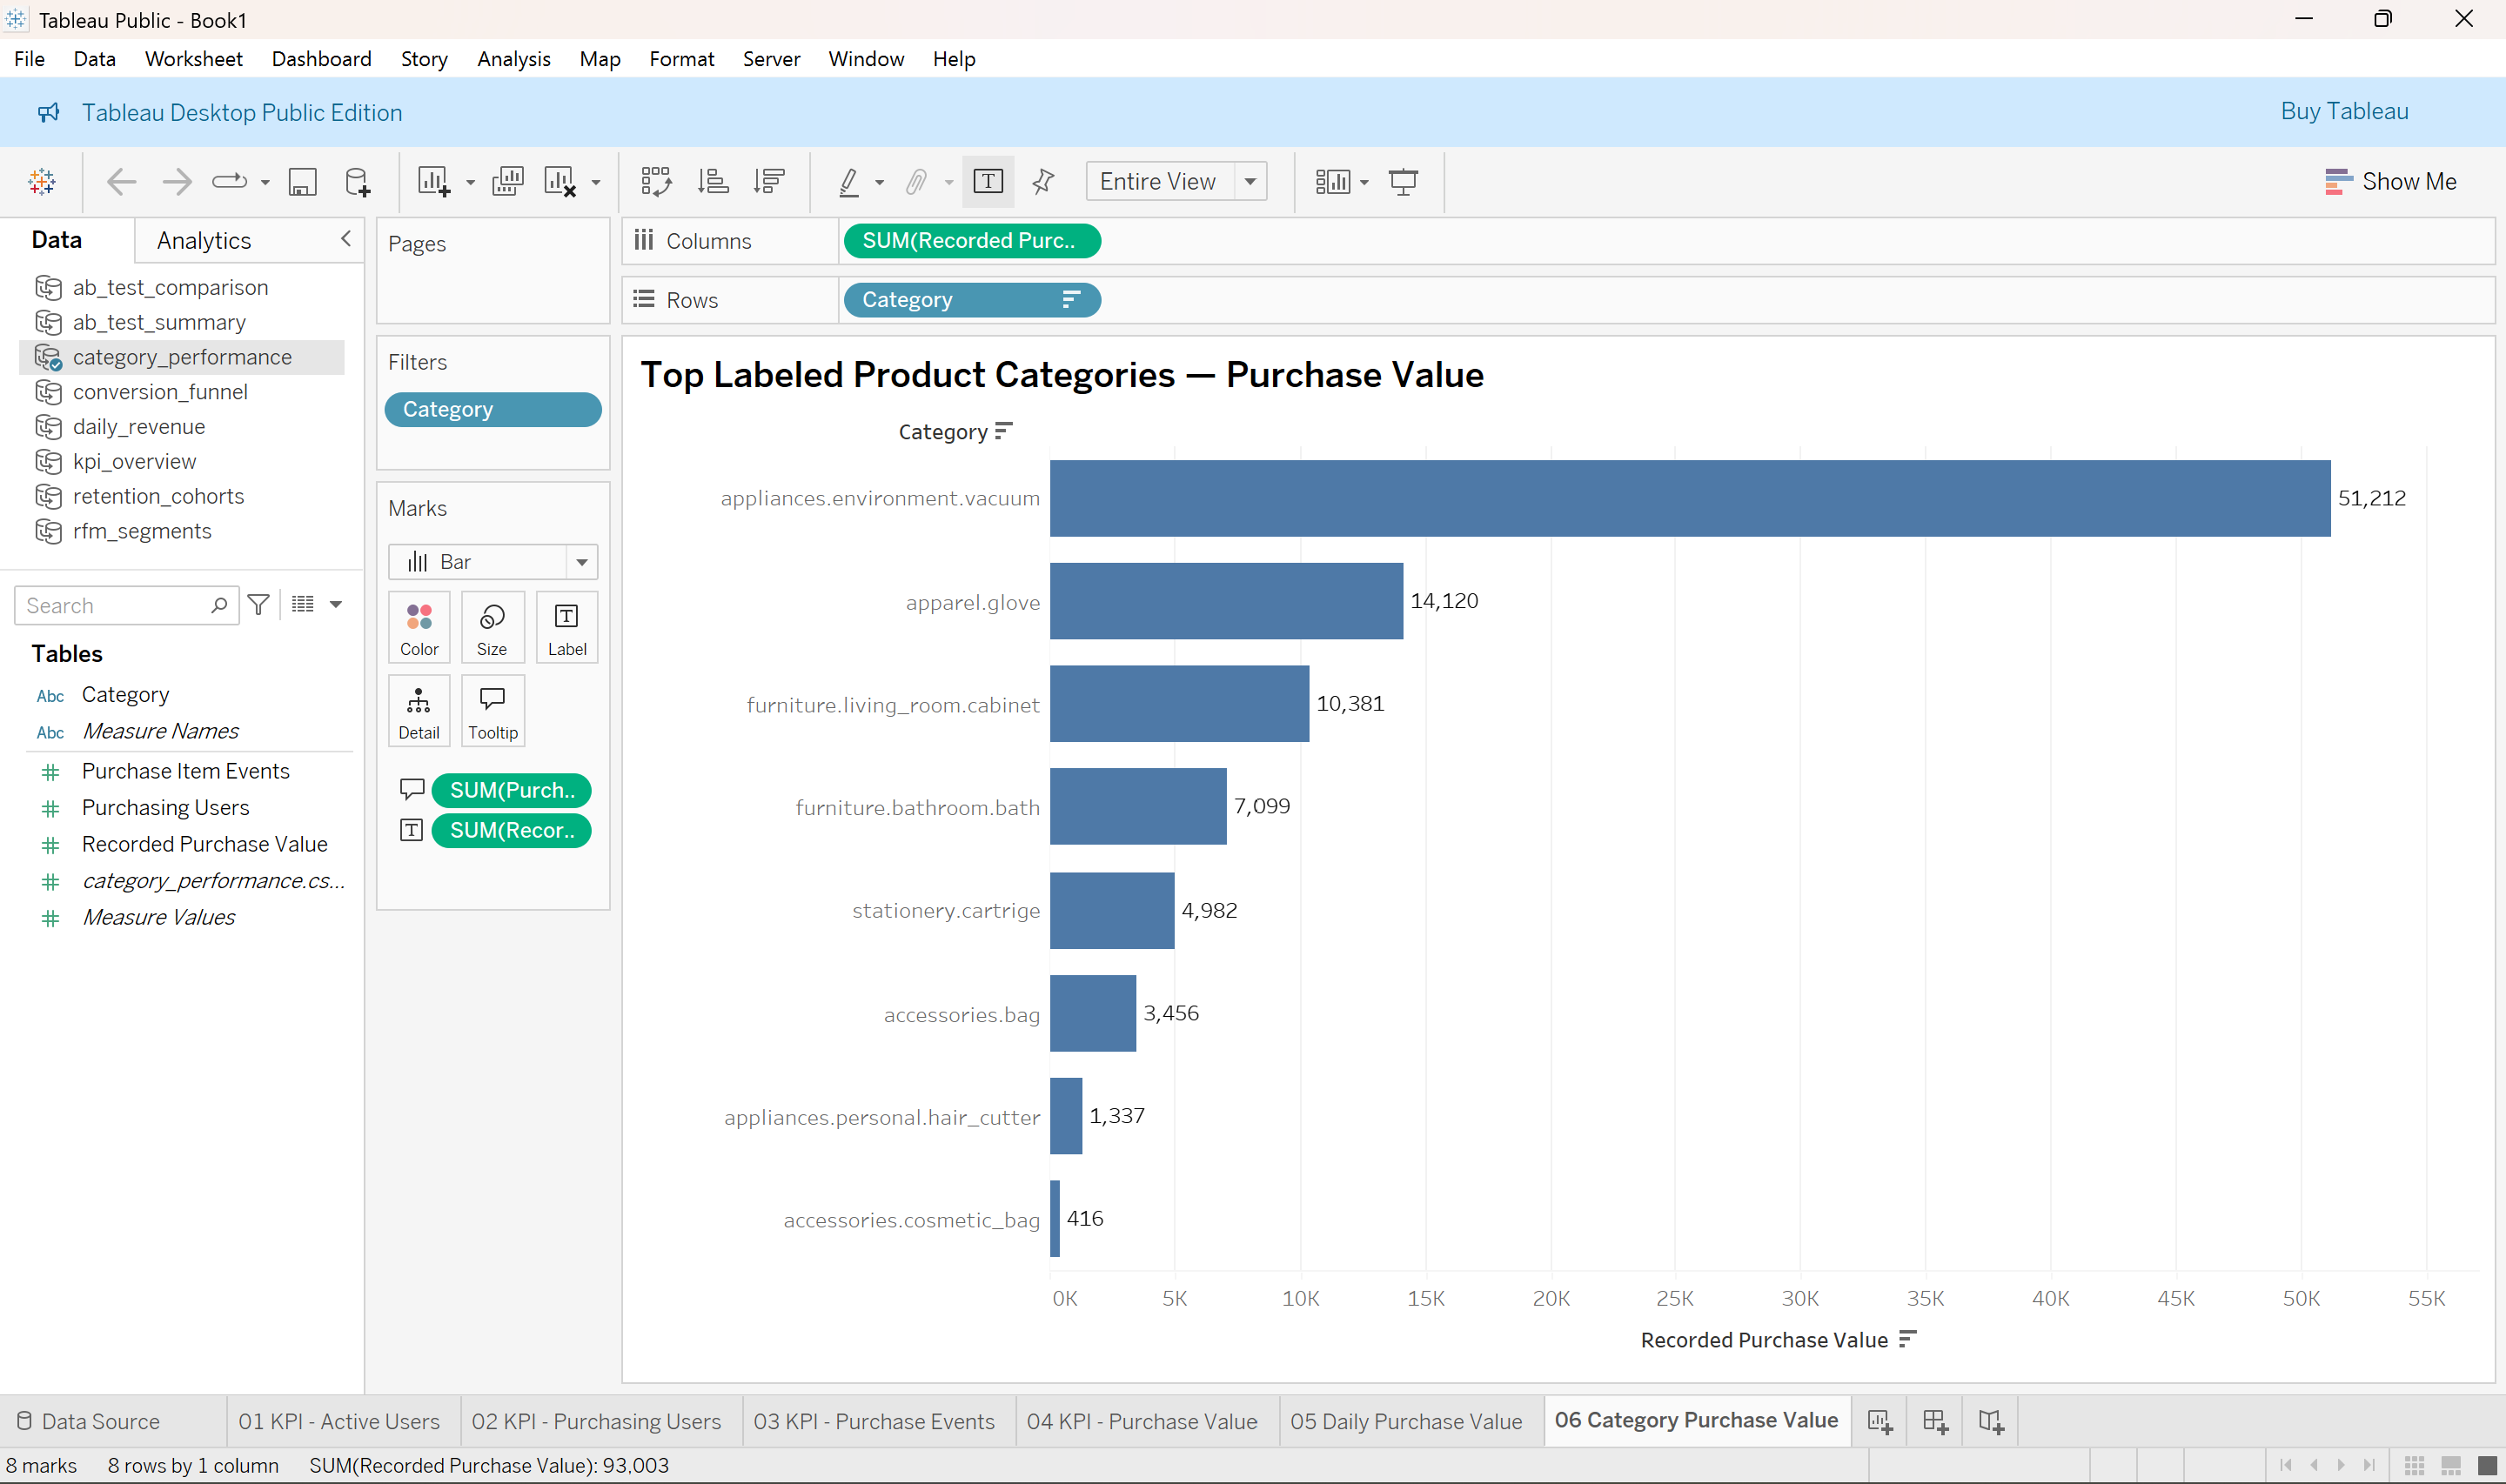 Tableau Public - Book1
File Data Worksheet Dashboard Story Analysis Map Format Server Window Help
Tableau Desktop Public Edition
Buy Tableau
Entire View
Show Me
Data
Analytics
ab_test_comparison
ab_test_summary
category_performance
conversion_funnel
daily_revenue
kpi_overview
retention_cohorts
rfm_segments
Search
Tables
Abc Category
Abc Measure Names
Purchase Item Events
Purchasing Users
Recorded Purchase Value
category_performance.cs...
Measure Values
Pages
Filters
Category
Marks
Bar
Color Size Label
Detail Tooltip
SUM(Purch..
SUM(Recor..
Columns SUM(Recorded Purc..
Rows Category
Top Labeled Product Categories — Purchase Value
Category
appliances.environment.vacuum 51,212
apparel.glove 14,120
furniture.living_room.cabinet 10,381
furniture.bathroom.bath 7,099
stationery.cartrige 4,982
accessories.bag 3,456
appliances.personal.hair_cutter 1,337
accessories.cosmetic_bag 416
0K 5K 10K 15K 20K 25K 30K 35K 40K 45K 50K 55K
Recorded Purchase Value
Data Source 01 KPI - Active Users 02 KPI - Purchasing Users 03 KPI - Purchase Events 04 KPI - Purchase Value 05 Daily Purchase Value 06 Category Purchase Value
8 marks 8 rows by 1 column SUM(Recorded Purchase Value): 93,003